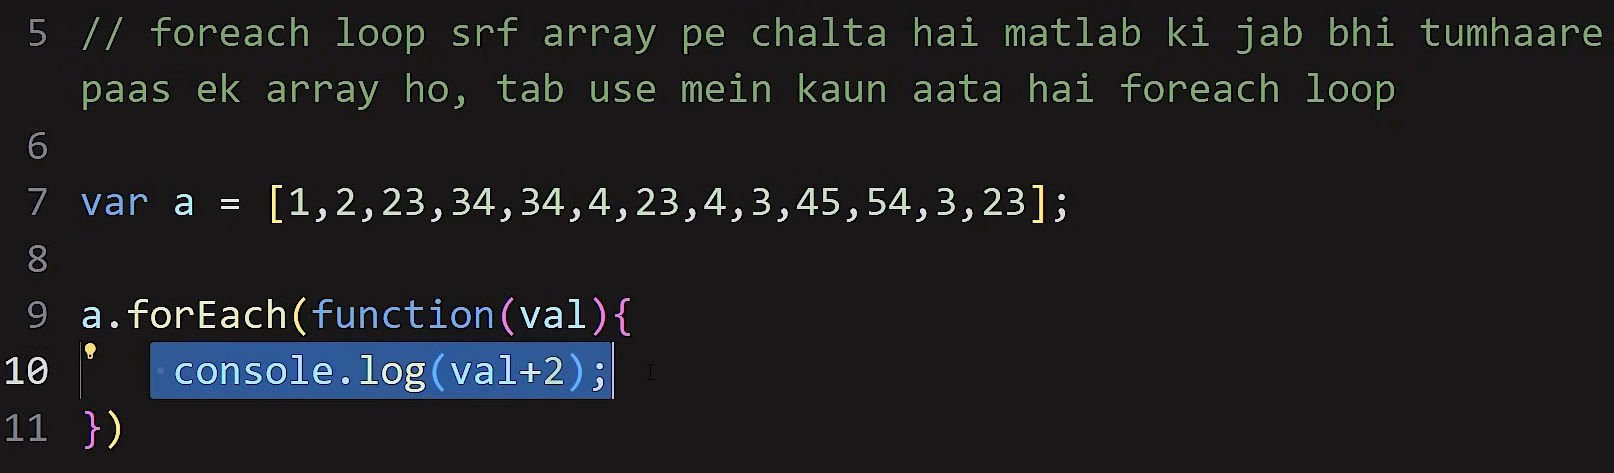 5 // foreach loop srf array pe chalta hai matlab ki jab bhi tumhaare
paas ek array ho, tab use mein kaun aata hai foreach loop
6
7 var a = [1,2,23,34,34,4,23,4,3,45,54,3,23];
8
9 a.forEach(function(val){
10 console.log(val+2);
11 })